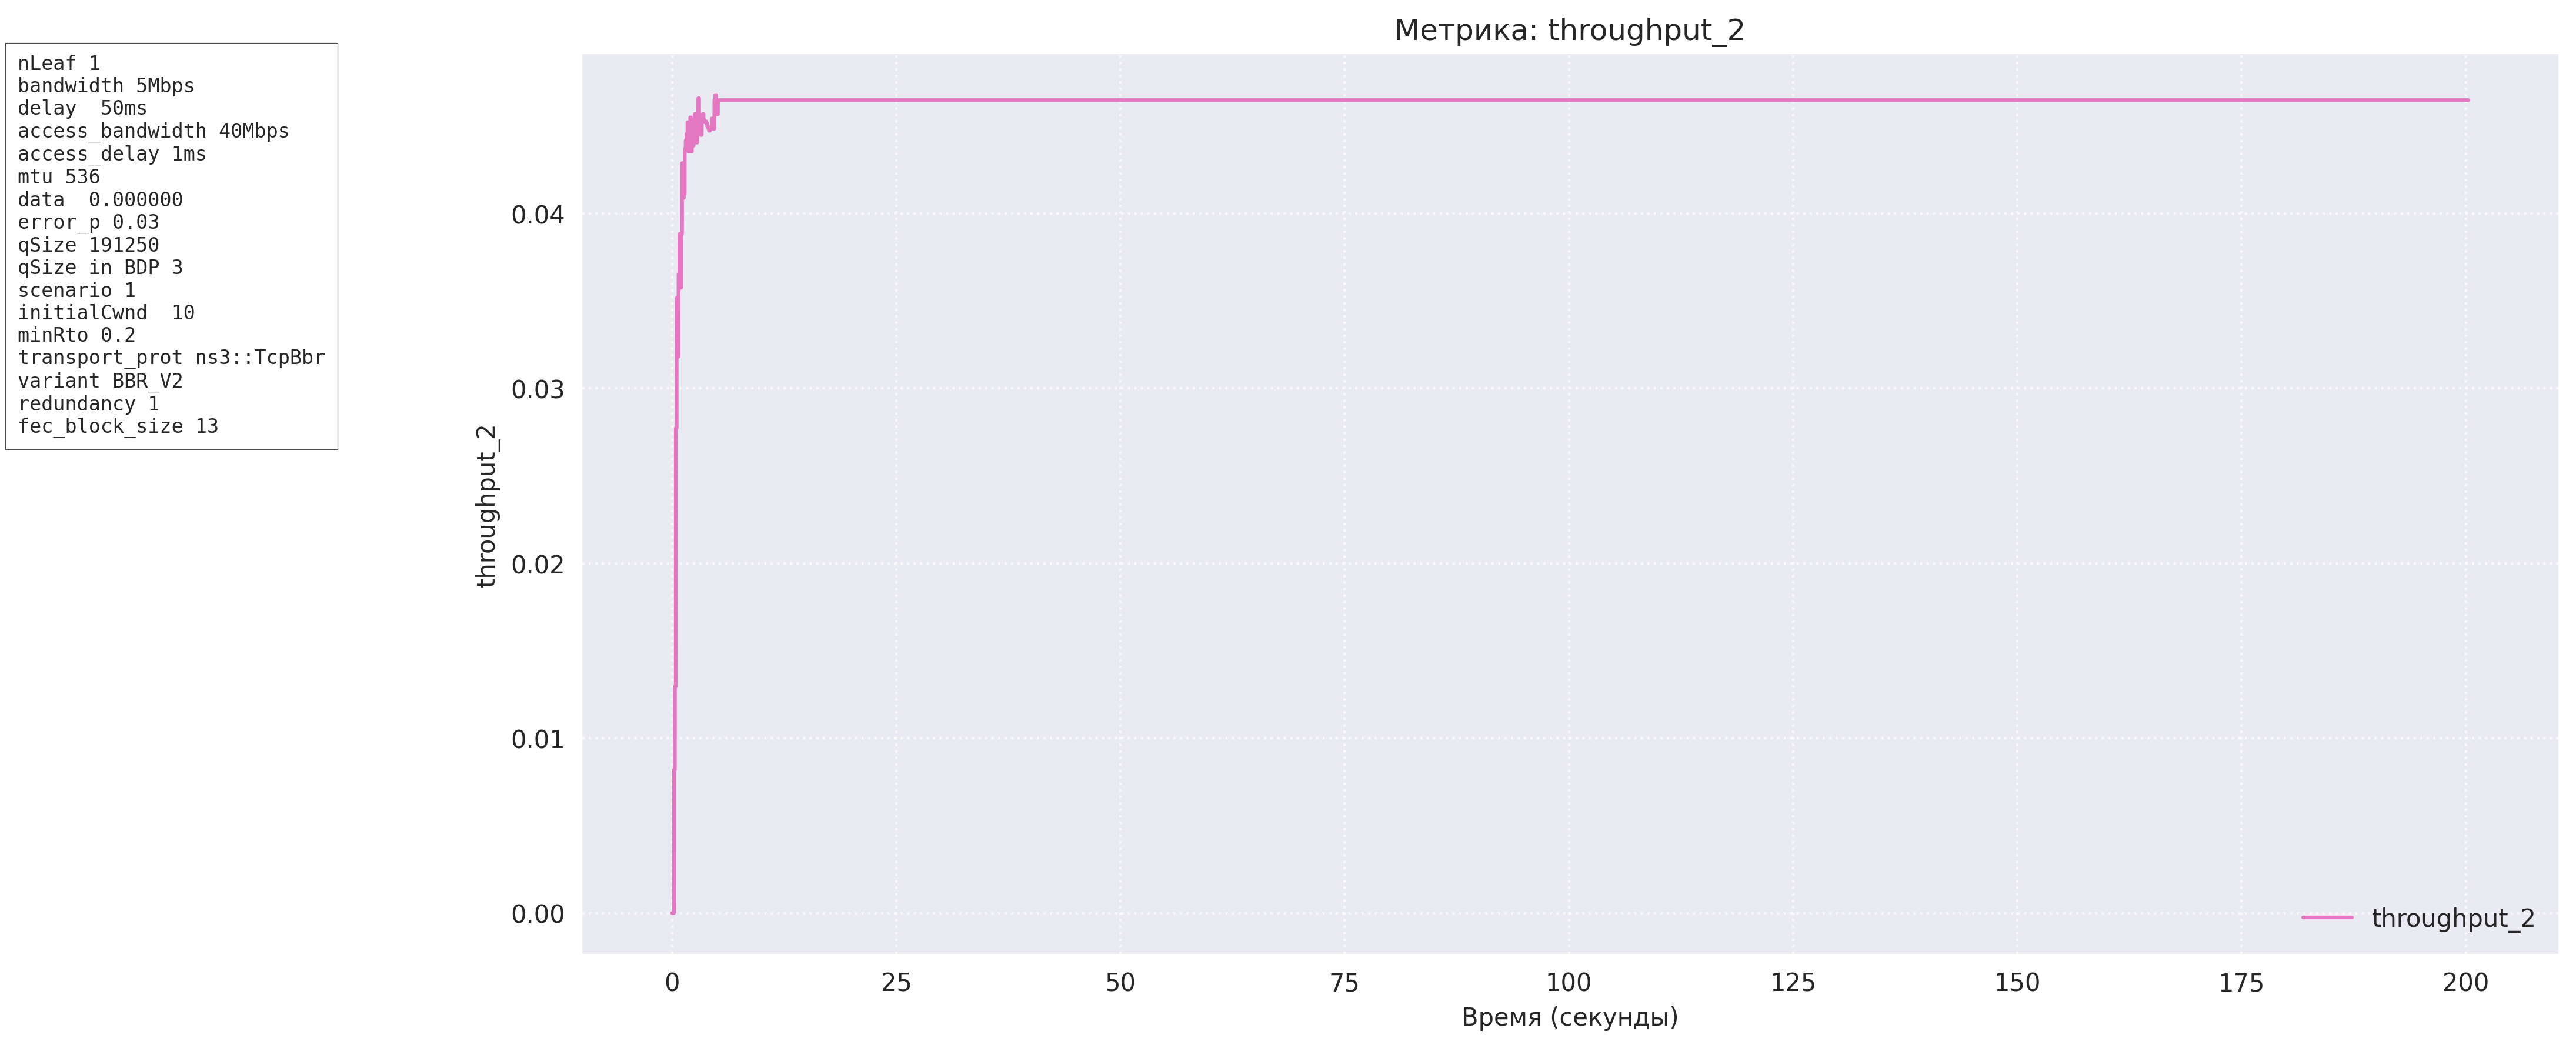 nLeaf 1
bandwidth 5Mbps
delay  50ms
access_bandwidth 40Mbps
access_delay 1ms
mtu 536
data  0.000000
error_p 0.03
qSize 191250
qSize in BDP 3
scenario 1
initialCwnd  10
minRto 0.2
transport_prot ns3::TcpBbr
variant BBR_V2
redundancy 1
fec_block_size 13
Метрика: throughput_2
throughput_2
0.04
0.03
0.02
0.01
0.00
throughput_2
0 25 50 75 100 125 150 175 200
Время (секунды)